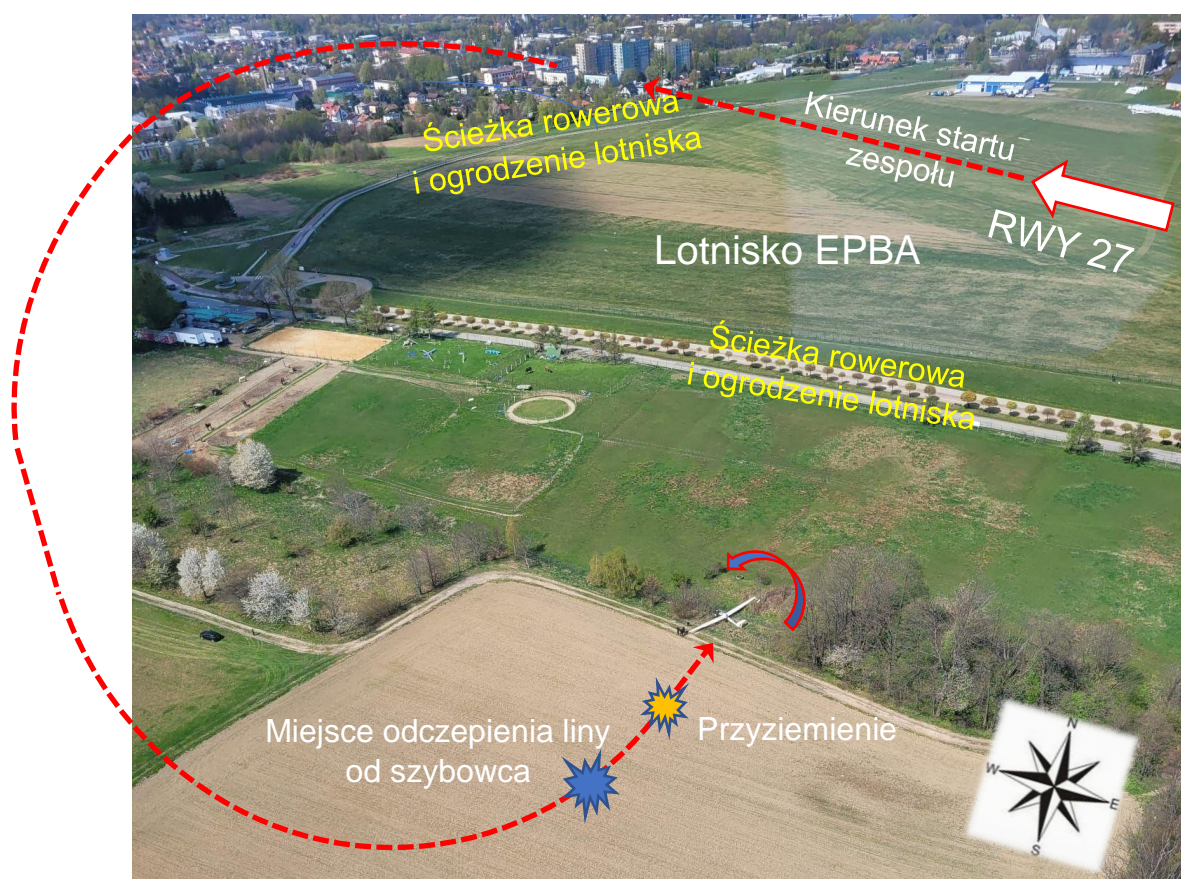 Ścieżka rowerowa
i ogrodzenie lotniska
Kierunek startu
zespołu
RWY 27
Lotnisko EPBA
Ścieżka rowerowa
i ogrodzenie lotniska
Miejsce odczepienia liny
od szybowca
Przyziemienie
N
W
E
S